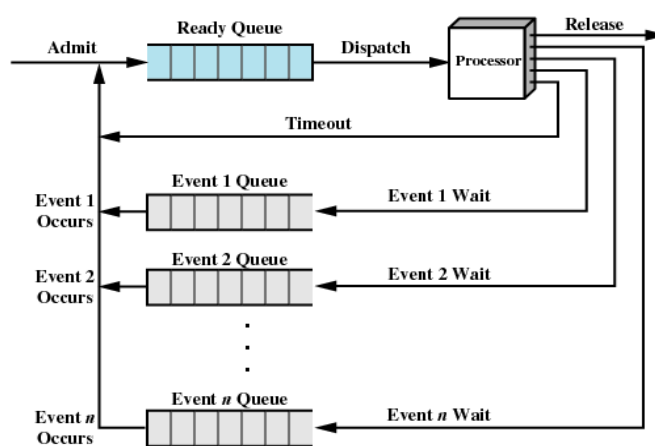 Ready Queue
Release
Admit
Dispatch
Processor
Timeout
Event 1 Queue
Event 1
Occurs
Event 1 Wait
Event 2 Queue
Event 2
Occurs
Event 2 Wait
Event n Queue
Event n
Occurs
Event n Wait